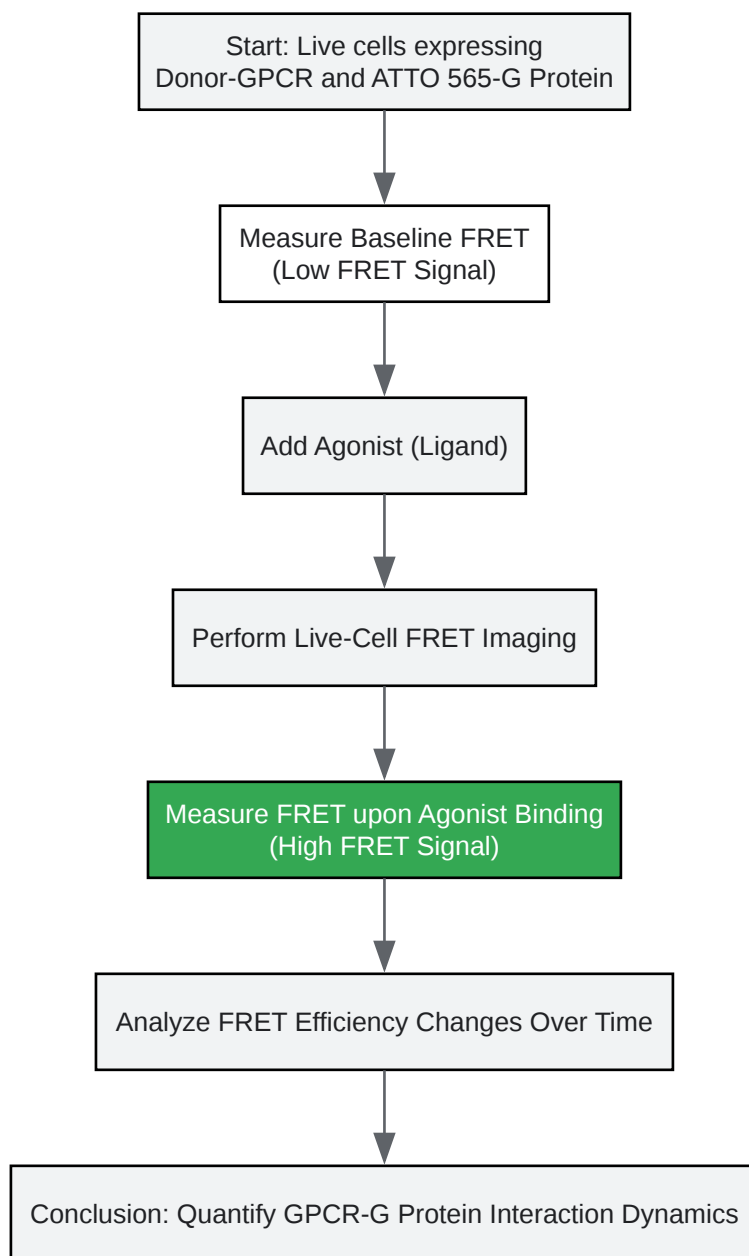 Start: Live cells expressing
Donor-GPCR and ATTO 565-G Protein
Measure Baseline FRET
(Low FRET Signal)
Add Agonist (Ligand)
Perform Live-Cell FRET Imaging
Measure FRET upon Agonist Binding
(High FRET Signal)
Analyze FRET Efficiency Changes Over Time
Conclusion: Quantify GPCR-G Protein Interaction Dynamics